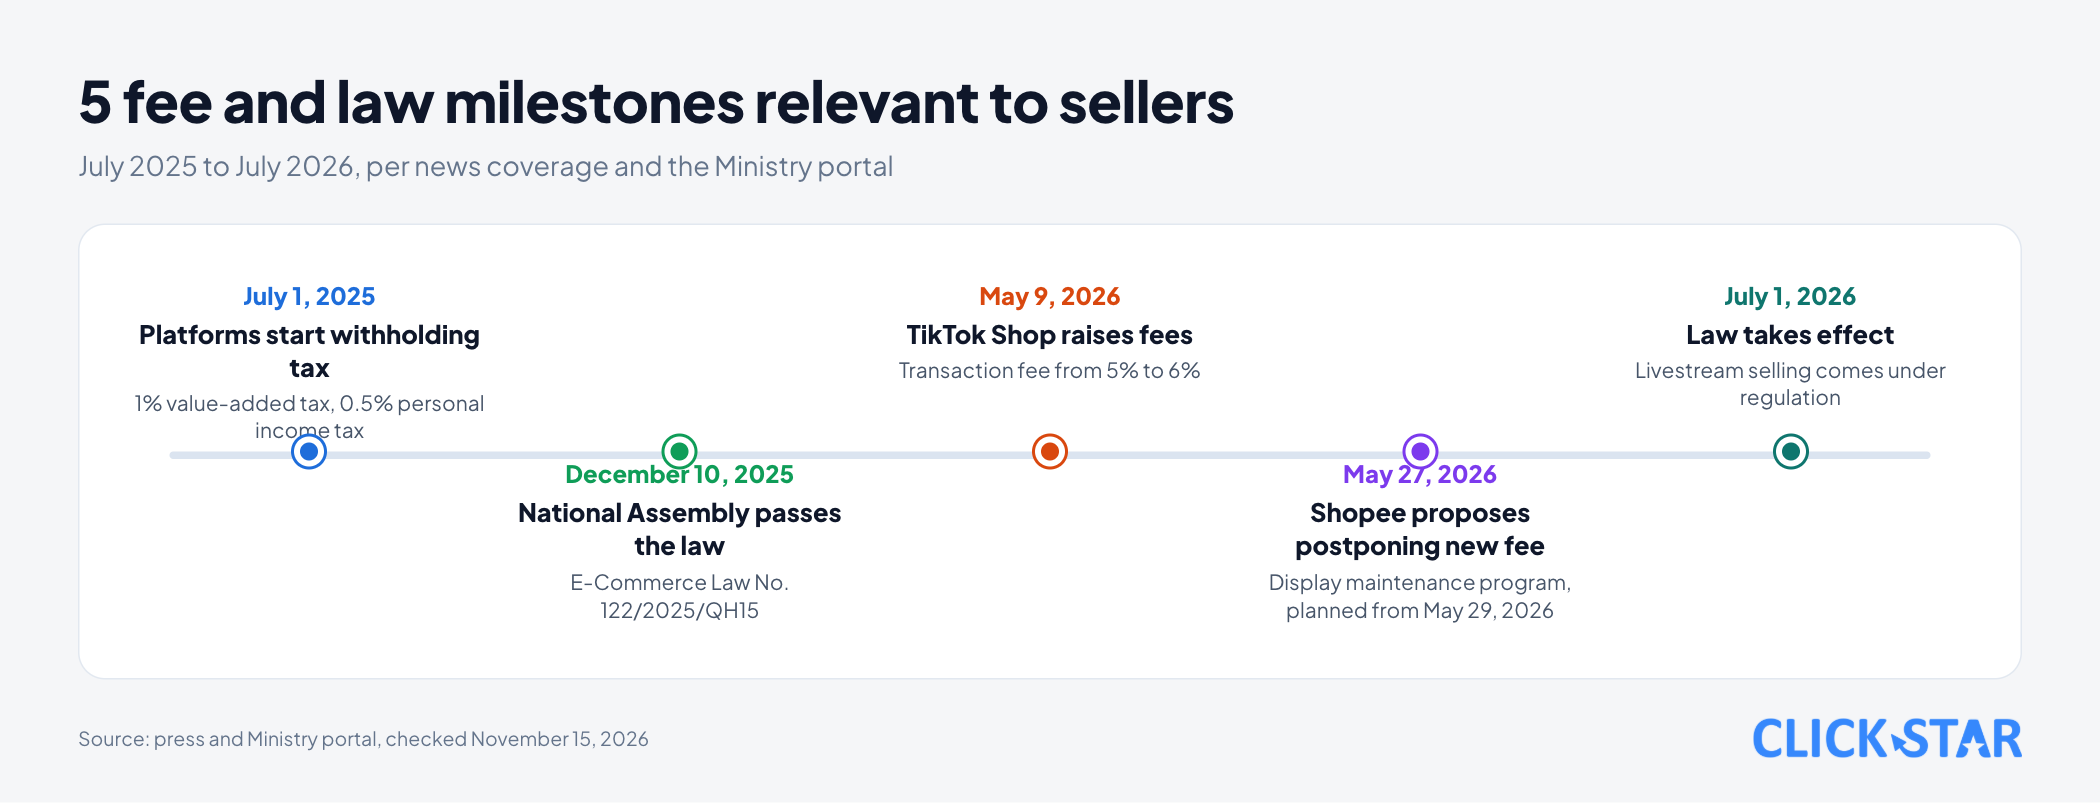 5 fee and law milestones relevant to sellers
July 2025 to July 2026, per news coverage and the Ministry portal
July 1, 2025
Platforms start withholding
tax
1% value-added tax, 0.5% personal
income tax
December 10, 2025
National Assembly passes
the law
E-Commerce Law No.
122/2025/QH15
May 9, 2026
TikTok Shop raises fees
Transaction fee from 5% to 6%
May 27, 2026
Shopee proposes
postponing new fee
Display maintenance program,
planned from May 29, 2026
July 1, 2026
Law takes effect
Livestream selling comes under
regulation
Source: press and Ministry portal, checked November 15, 2026
CLICKSTAR